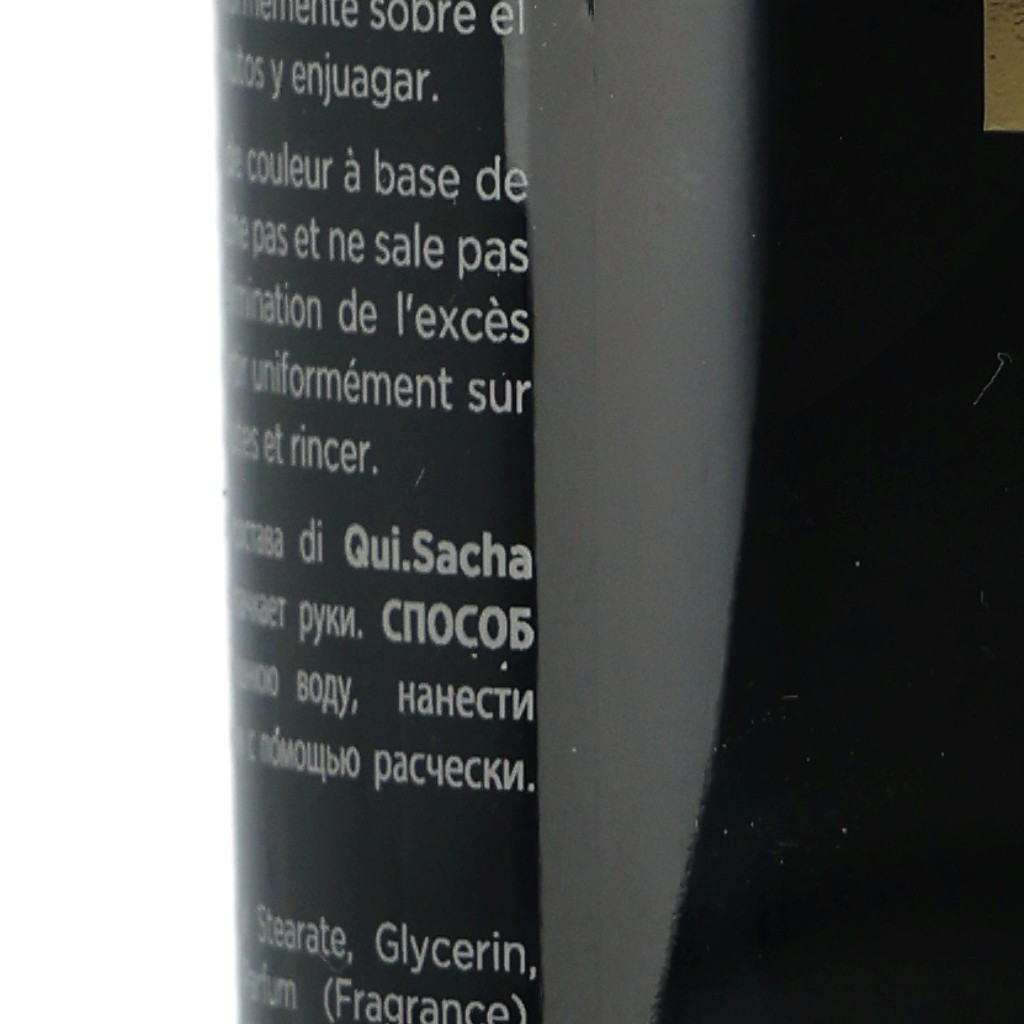 sobre el
y enjuagar.
de couleur à base de
pas et ne sale pas
de l'excès
uniformément sur
et rincer.
di Qui.Sacha
руки. СПОСОБ
воду, нанести
с помощью расчески.
Stearate, Glycerin,
(Fragrance)